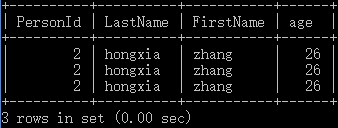 +----------+----------+-----------+------+
| PersonId | LastName | FirstName | age  |
+----------+----------+-----------+------+
|        2 | hongxia  | zhang     |   26 |
|        2 | hongxia  | zhang     |   26 |
|        2 | hongxia  | zhang     |   26 |
+----------+----------+-----------+------+
3 rows in set (0.00 sec)